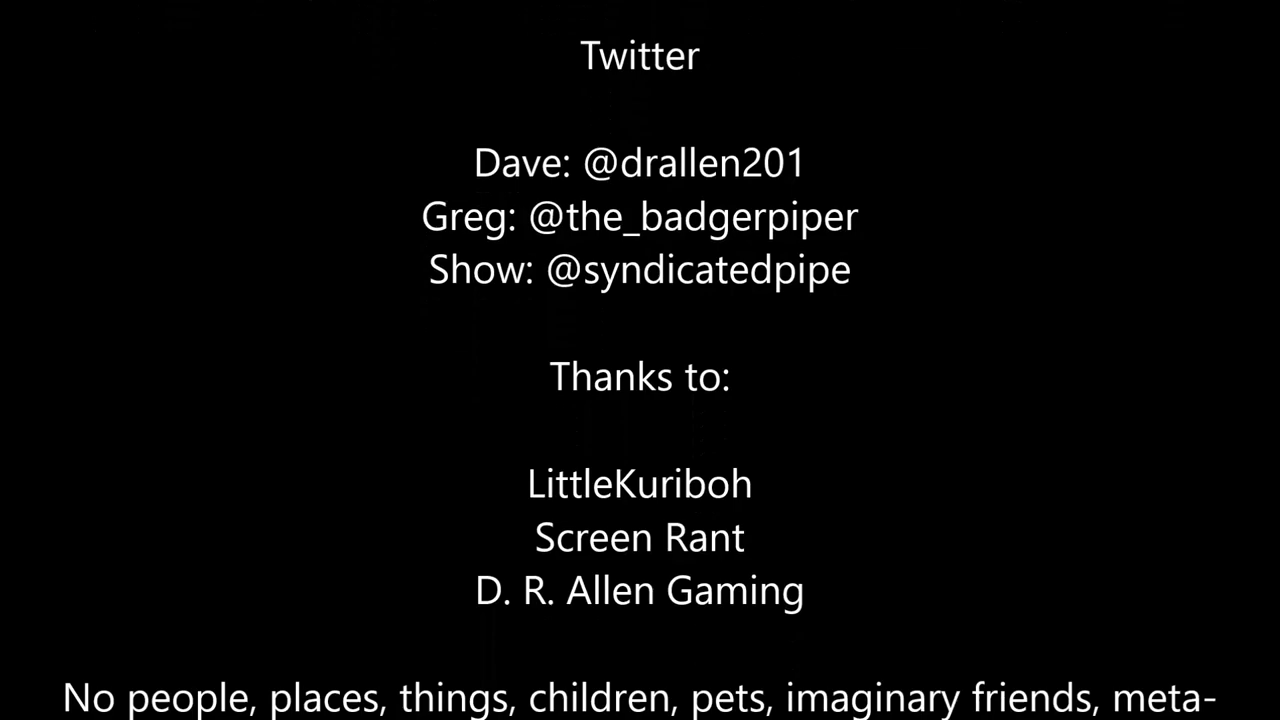 Twitter
Dave: @drallen201
Greg: @the_badgerpiper
Show: @syndicatedpipe
Thanks to:
LittleKuriboh
Screen Rant
D. R. Allen Gaming
No people, places, things, children, pets, imaginary friends, meta-